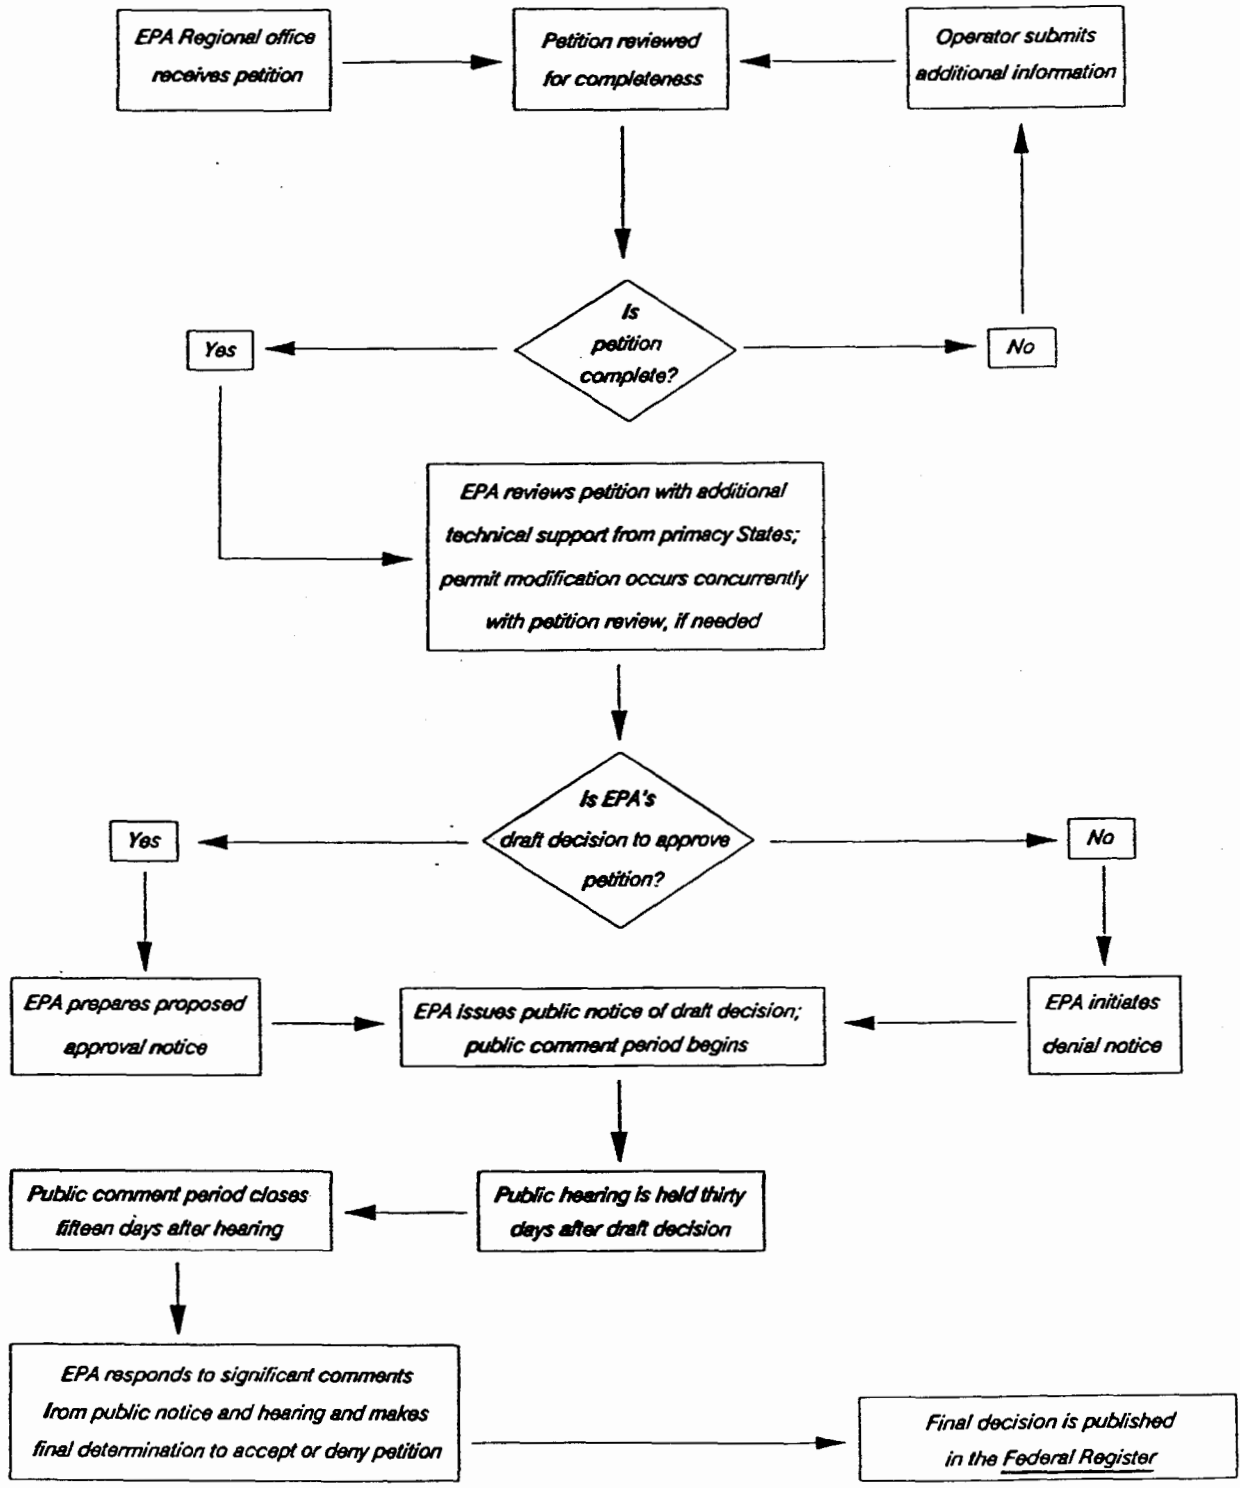 EPA Regional office
receives petition
Petition reviewed
for completeness
Operator submits
additional information
Is
petition
complete?
Yes
No
EPA reviews petition with additional
technical support from primacy States;
permit modification occurs concurrently
with petition review, if needed
Is EPA's
draft decision to approve
petition?
Yes
No
EPA prepares proposed
approval notice
EPA issues public notice of draft decision;
public comment period begins
EPA initiates
denial notice
Public comment period closes
fifteen days after hearing
Public hearing is held thirty
days after draft decision
EPA responds to significant comments
from public notice and hearing and makes
final determination to accept or deny petition
Final decision is published
in the Federal Register